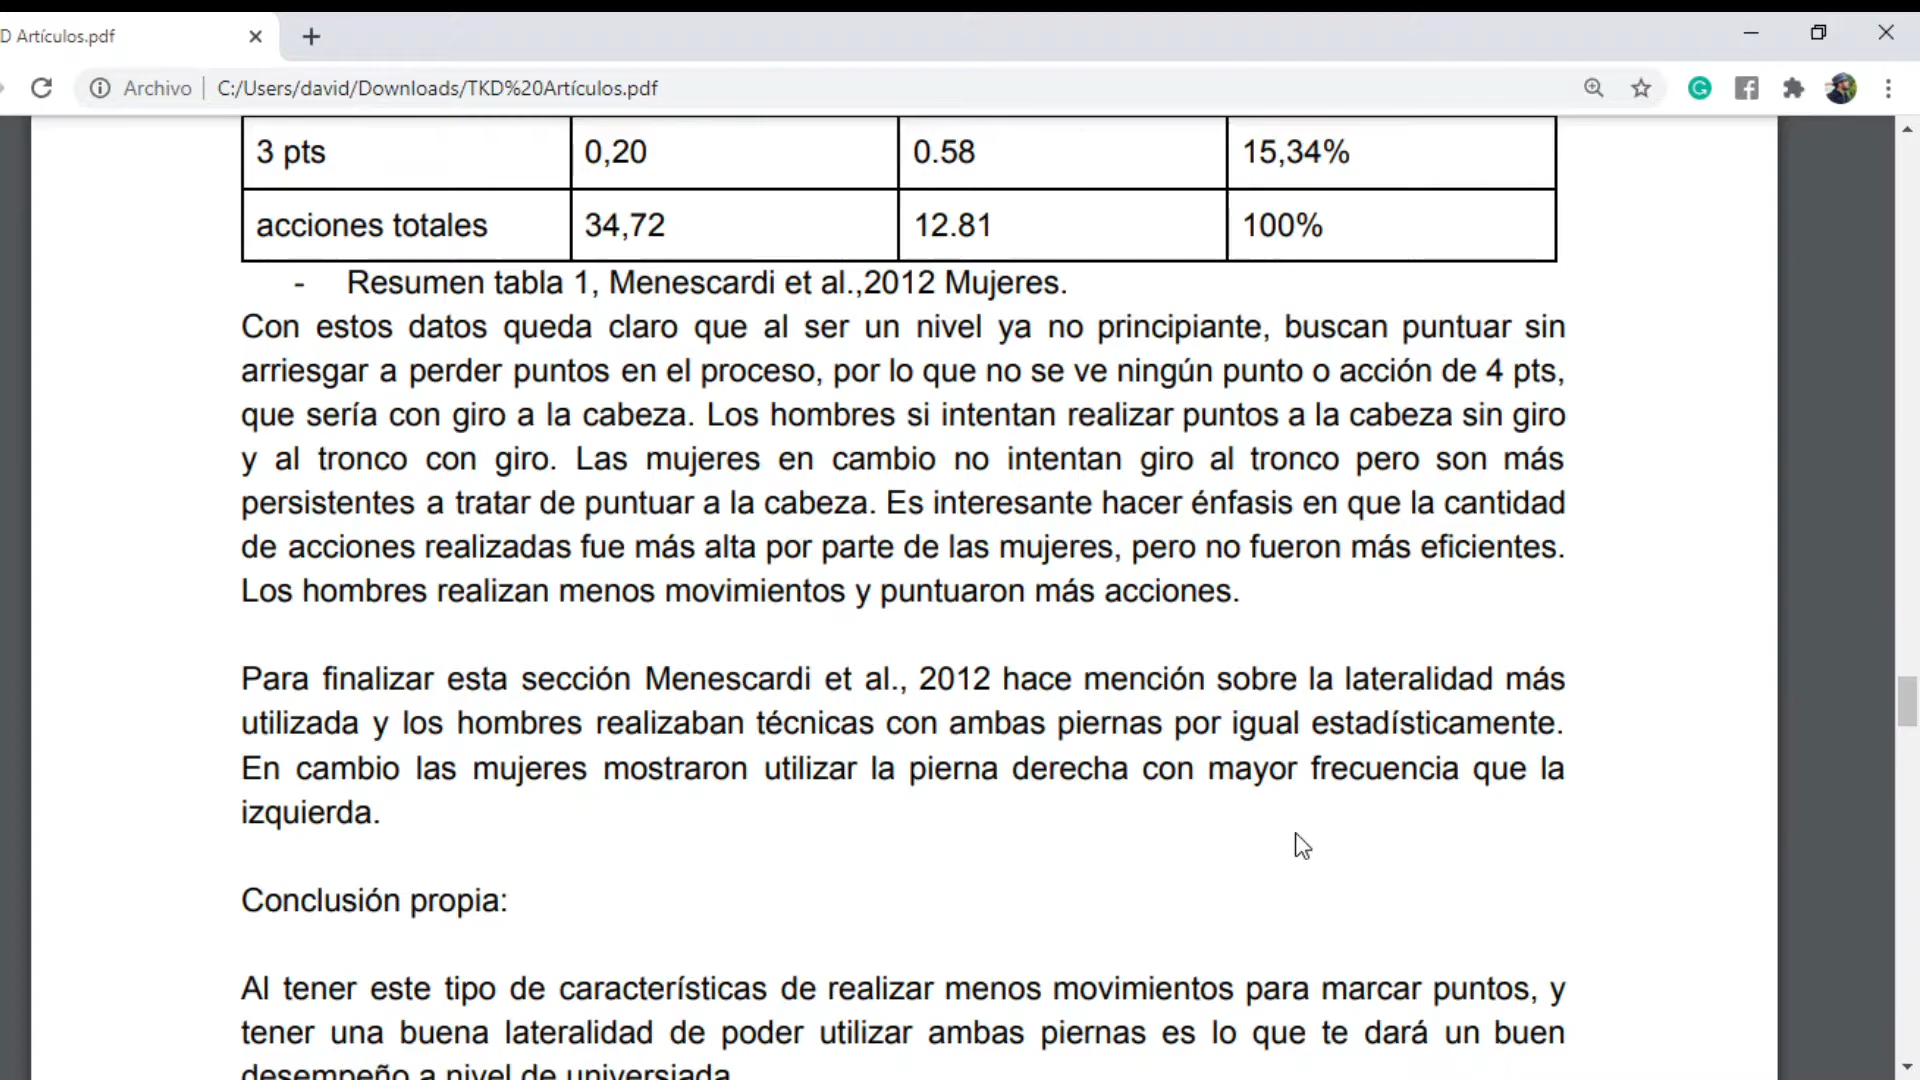 D Artículos.pdf
Archivo C:/Users/david/Downloads/TKD%20Artículos.pdf
3 pts 0,20 0.58 15,34%
acciones totales 34,72 12.81 100%
- Resumen tabla 1, Menescardi et al.,2012 Mujeres.
Con estos datos queda claro que al ser un nivel ya no principiante, buscan puntuar sin
arriesgar a perder puntos en el proceso, por lo que no se ve ningún punto o acción de 4 pts,
que sería con giro a la cabeza. Los hombres si intentan realizar puntos a la cabeza sin giro
y al tronco con giro. Las mujeres en cambio no intentan giro al tronco pero son más
persistentes a tratar de puntuar a la cabeza. Es interesante hacer énfasis en que la cantidad
de acciones realizadas fue más alta por parte de las mujeres, pero no fueron más eficientes.
Los hombres realizan menos movimientos y puntuaron más acciones.
Para finalizar esta sección Menescardi et al., 2012 hace mención sobre la lateralidad más
utilizada y los hombres realizaban técnicas con ambas piernas por igual estadísticamente.
En cambio las mujeres mostraron utilizar la pierna derecha con mayor frecuencia que la
izquierda.
Conclusión propia:
Al tener este tipo de características de realizar menos movimientos para marcar puntos, y
tener una buena lateralidad de poder utilizar ambas piernas es lo que te dará un buen
desempeño a nivel de universiada